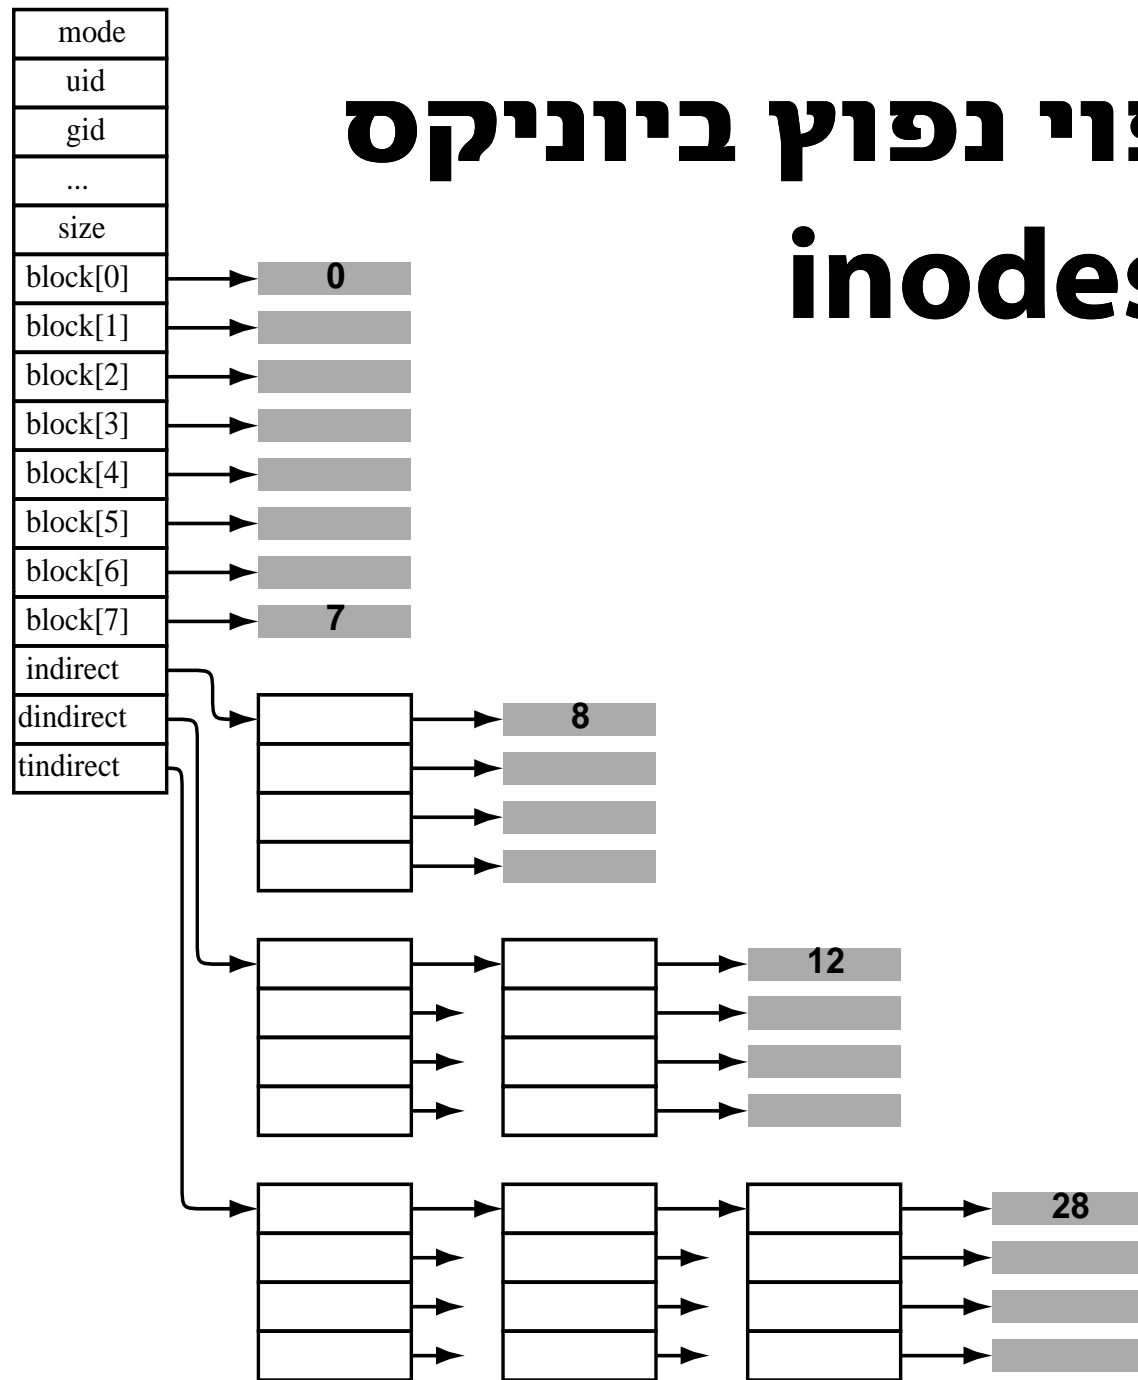 נפוץ ביוניקס
inodes
mode
uid
gid
...
size
block[0]
0
block[1]
block[2]
block[3]
block[4]
block[5]
block[6]
block[7]
7
indirect
dindirect
tindirect
8
12
28